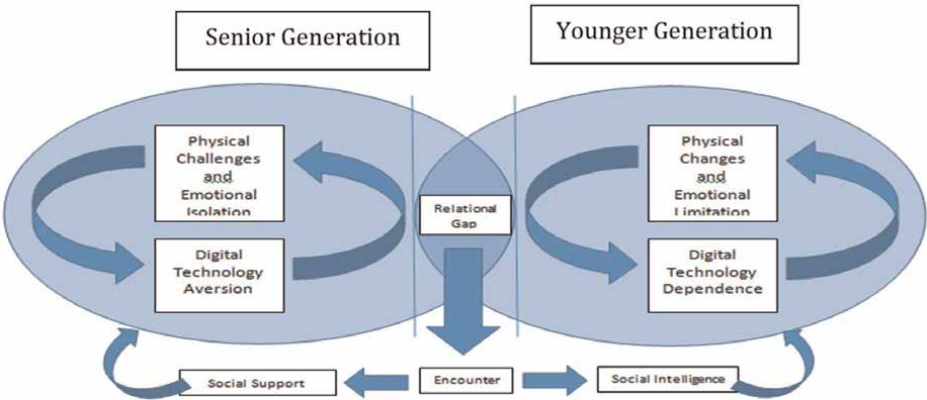 Senior Generation
Younger Generation
Physical
Challenges
and
Emotional
Isolation
Digital
Technology
Aversion
Relational
Gap
Physical
Changes
and
Emotional
Limitation
Digital
Technology
Dependence
Social Support
Encounter
Social Intelligence